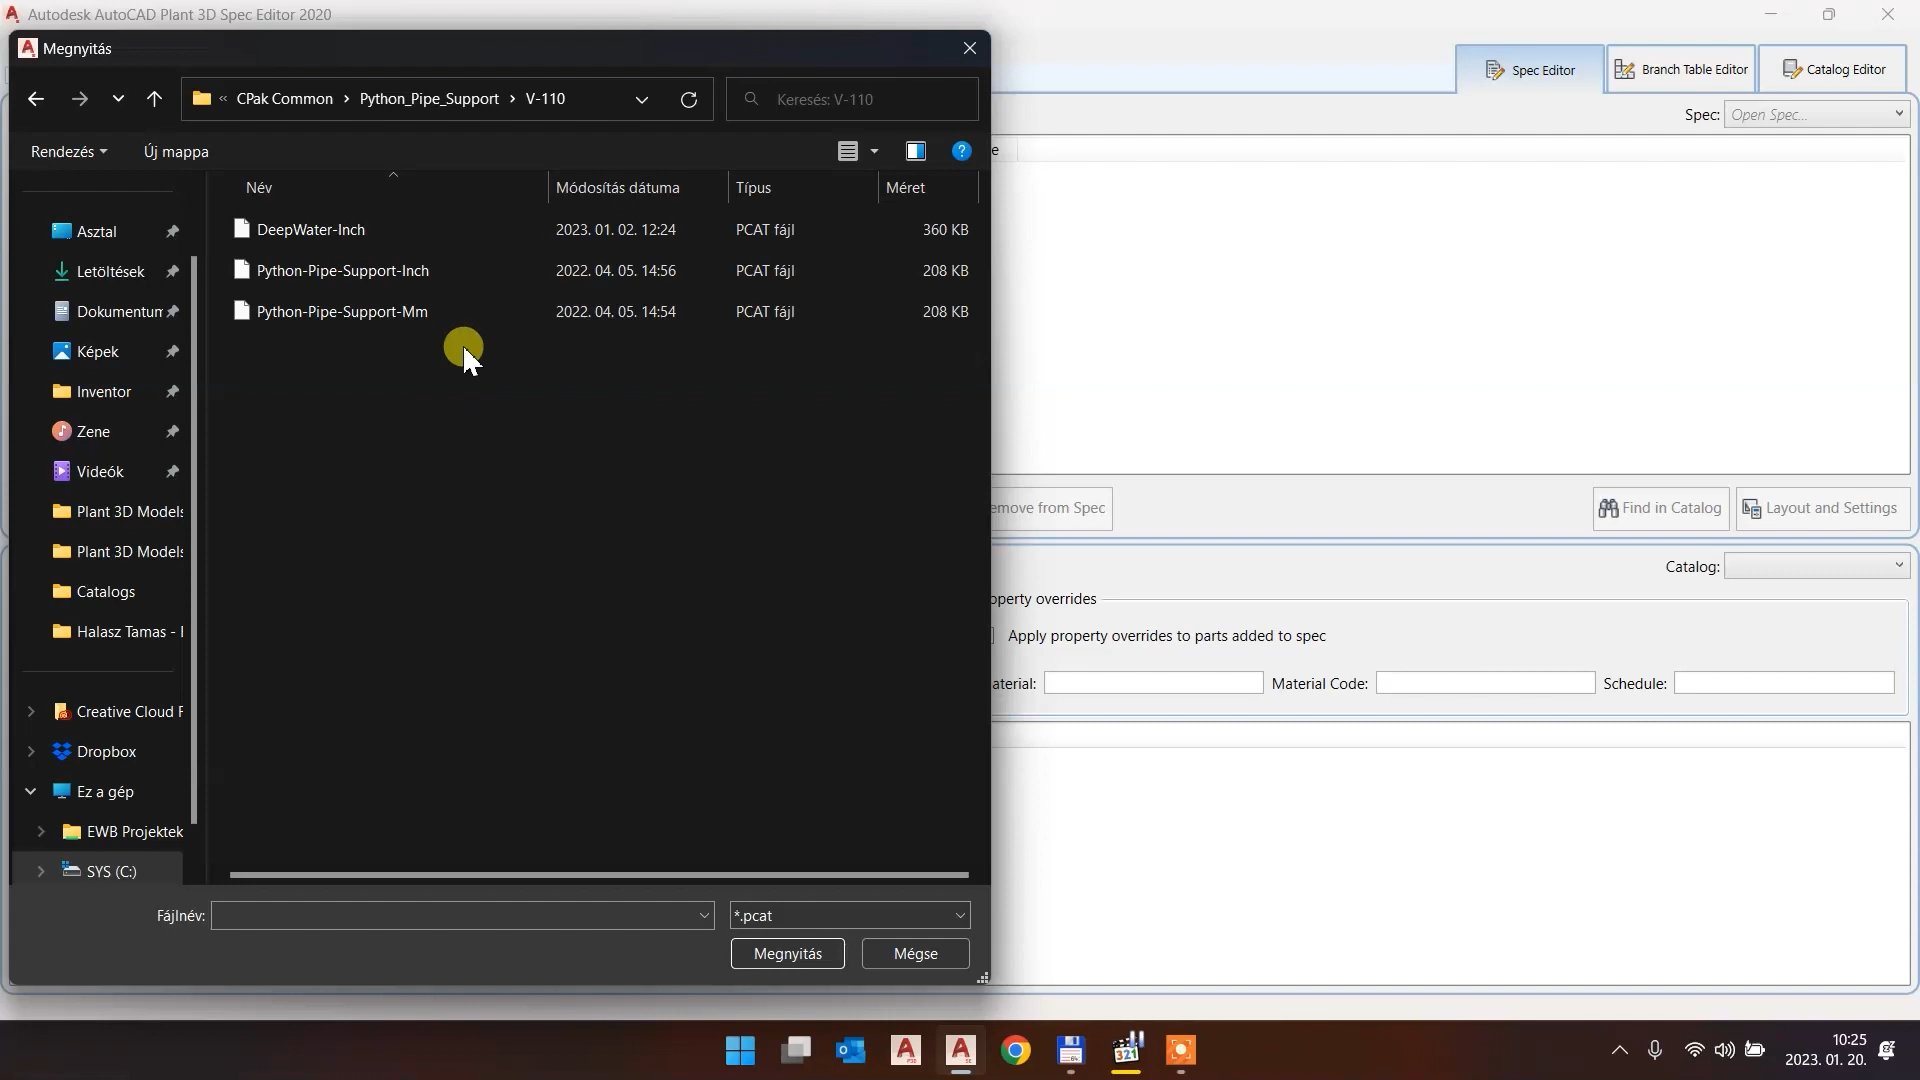 Autodesk AutoCAD Plant 3D Spec Editor 2020
Megnyitás
Spec Editor
Branch Table Editor
Catalog Editor
« CPak Common › Python_Pipe_Support › V-110
Keresés: V-110
Spec: Open Spec...
Rendezés
Új mappa
e
Név
Módosítás dátuma
Típus
Méret
DeepWater-Inch 2023. 01. 02. 12:24 PCAT fájl 360 KB
Python-Pipe-Support-Inch 2022. 04. 05. 14:56 PCAT fájl 208 KB
Python-Pipe-Support-Mm 2022. 04. 05. 14:54 PCAT fájl 208 KB
Asztal
Letöltések
Dokumentum
Képek
Inventor
Zene
Videók
Plant 3D Models
Plant 3D Models
Catalogs
Halasz Tamas -
Creative Cloud F
Dropbox
Ez a gép
EWB Projektek
SYS (C:)
emove from Spec
Find in Catalog
Layout and Settings
Catalog:
operty overrides
Apply property overrides to parts added to spec
aterial:
Material Code:
Schedule:
Fájlnév:
*.pcat
Megnyitás
Mégse
321
10:25
2023. 01. 20.